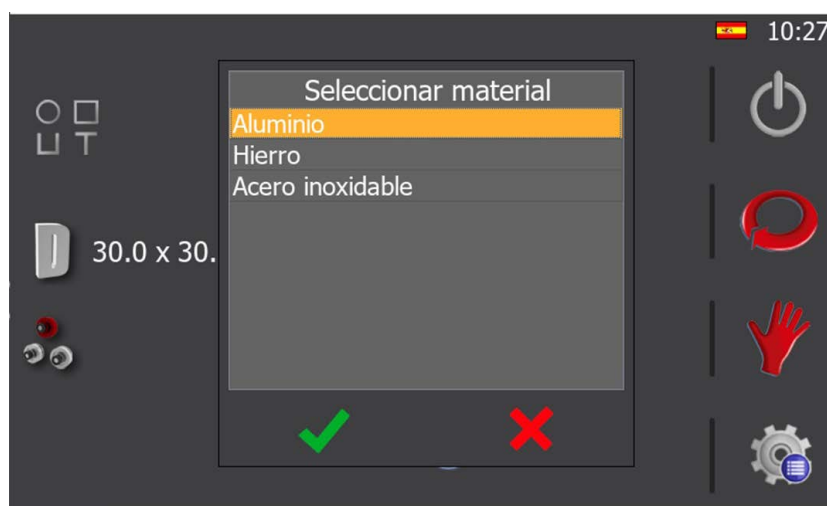 10:27
Seleccionar material
Aluminio
Hierro
Acero inoxidable
30.0 x 30.